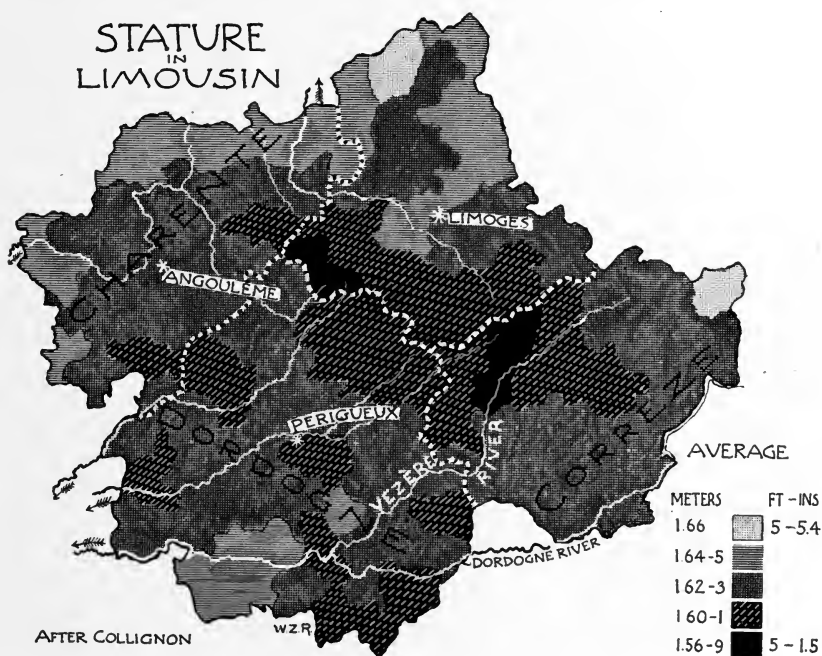 STATURE
IN
LIMOUSIN
CHARENTE
LIMOGES
ANGOULÊME
PERIGUEUX
DORDOGNE
CORREZE
VEZÈRE RIVER
DORDOGNE RIVER
W.Z.R.
AFTER COLLIGNON
AVERAGE
METERS FT-INS
1.66 5-5.4
1.64-5
1.62-3
1.60-1
1.56-9 5-1.5